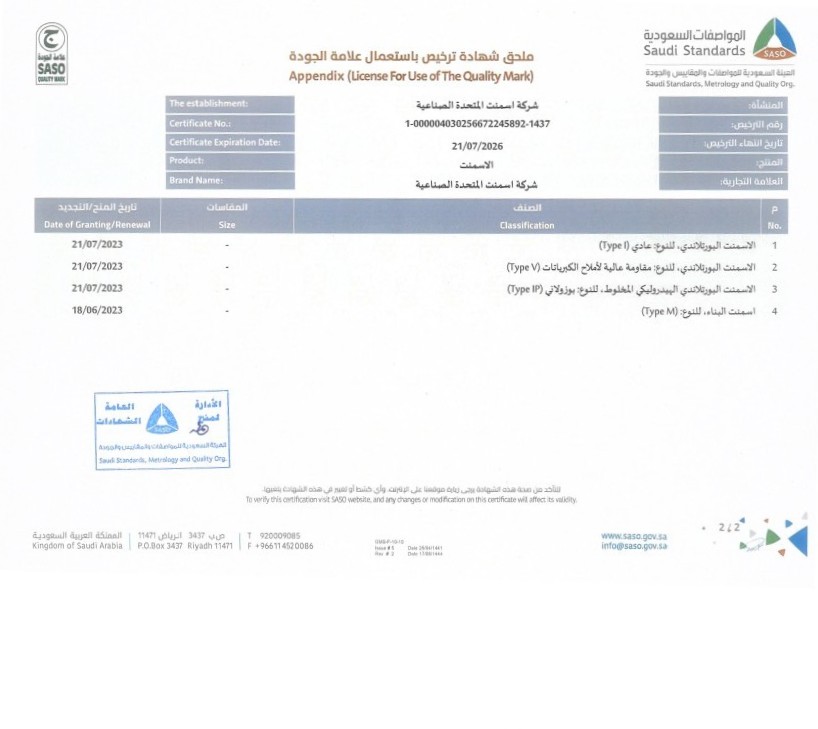 علامة الجودة
SASO
QUALITY MARK
المواصفات السعودية
Saudi Standards
SASO
الهيئة السعودية للمواصفات والمقاييس والجودة
Saudi Standards, Metrology and Quality Org.
ملحق شهادة ترخيص باستعمال علامة الجودة
Appendix (License For Use of The Quality Mark)
The establishment: شركة اسمنت المتحدة الصناعية المنشأة:
Certificate No.: 1-000004030256672245892-1437 رقم الترخيص:
Certificate Expiration Date: 21/07/2026 تاريخ انتهاء الترخيص:
Product: الاسمنت المنتج:
Brand Name: شركة اسمنت المتحدة الصناعية العلامة التجارية:
م الصنف المقاسات تاريخ المنح/التجديد
No. Classification Size Date of Granting/Renewal
1 الاسمنت البورتلاندي، للنوع: عادي (Type I) - 21/07/2023
2 الاسمنت البورتلاندي، للنوع: مقاومة عالية لأملاح الكبريتات (Type V) - 21/07/2023
3 الاسمنت البورتلاندي الهيدروليكي المخلوط، للنوع: بوزولاني (Type IP) - 21/07/2023
4 اسمنت البناء، للنوع: (Type M) - 18/06/2023
الأدارة العامة
لمنح الشهادات
الهيئة السعودية للمواصفات والمقاييس والجودة
Saudi Standards, Metrology and Quality Org.
للتأكد من صحة هذه الشهادة يرجى زيارة موقعنا على الإنترنت، وأي كشط أو تغيير في هذه الشهادة يلغيها.
To verify this certification visit SASO website, and any changes or modification on this certificate will affect its validity.
المملكة العربية السعودية
Kingdom of Saudi Arabia
ص.ب 3437 الرياض 11471
P.O.Box 3437 Riyadh 11471
T 920009085
F +966114520086
Issue # 5
Rev # 2
www.saso.gov.sa
info@saso.gov.sa